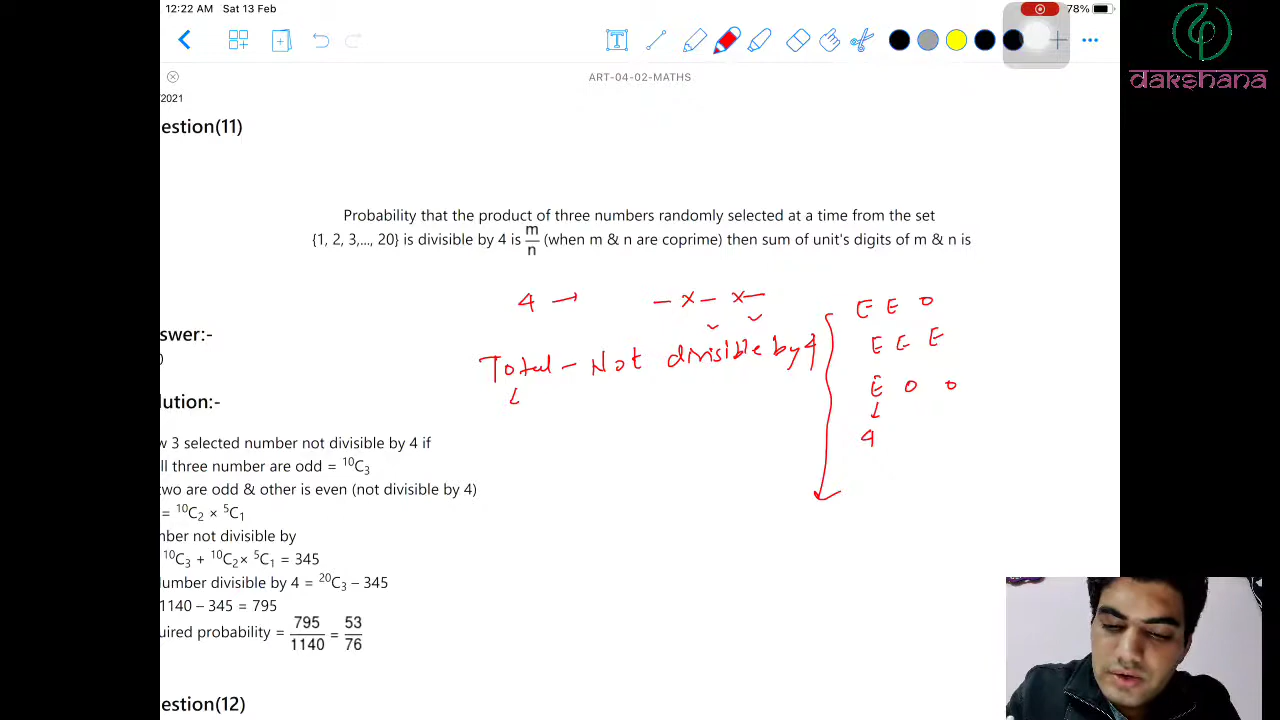 12:22 AM Sat 13 Feb
78%
dakshana
ART-04-02-MATHS
/2021
estion(11)
Probability that the product of three numbers randomly selected at a time from the set
{1, 2, 3,..., 20} is divisible by 4 is m/n (when m & n are coprime) then sum of unit's digits of m & n is
4 → — x — x —
E E O
E E E
E O O
↓
4
Total – Not divisible by 4
↓
swer:-
0
lution:-
w 3 selected number not divisible by 4 if
ll three number are odd = ¹⁰C₃
two are odd & other is even (not divisible by 4)
= ¹⁰C₂ × ⁵C₁
mber not divisible by
¹⁰C₃ + ¹⁰C₂× ⁵C₁ = 345
umber divisible by 4 = ²⁰C₃ – 345
1140 – 345 = 795
uired probability = 795/1140 = 53/76
estion(12)